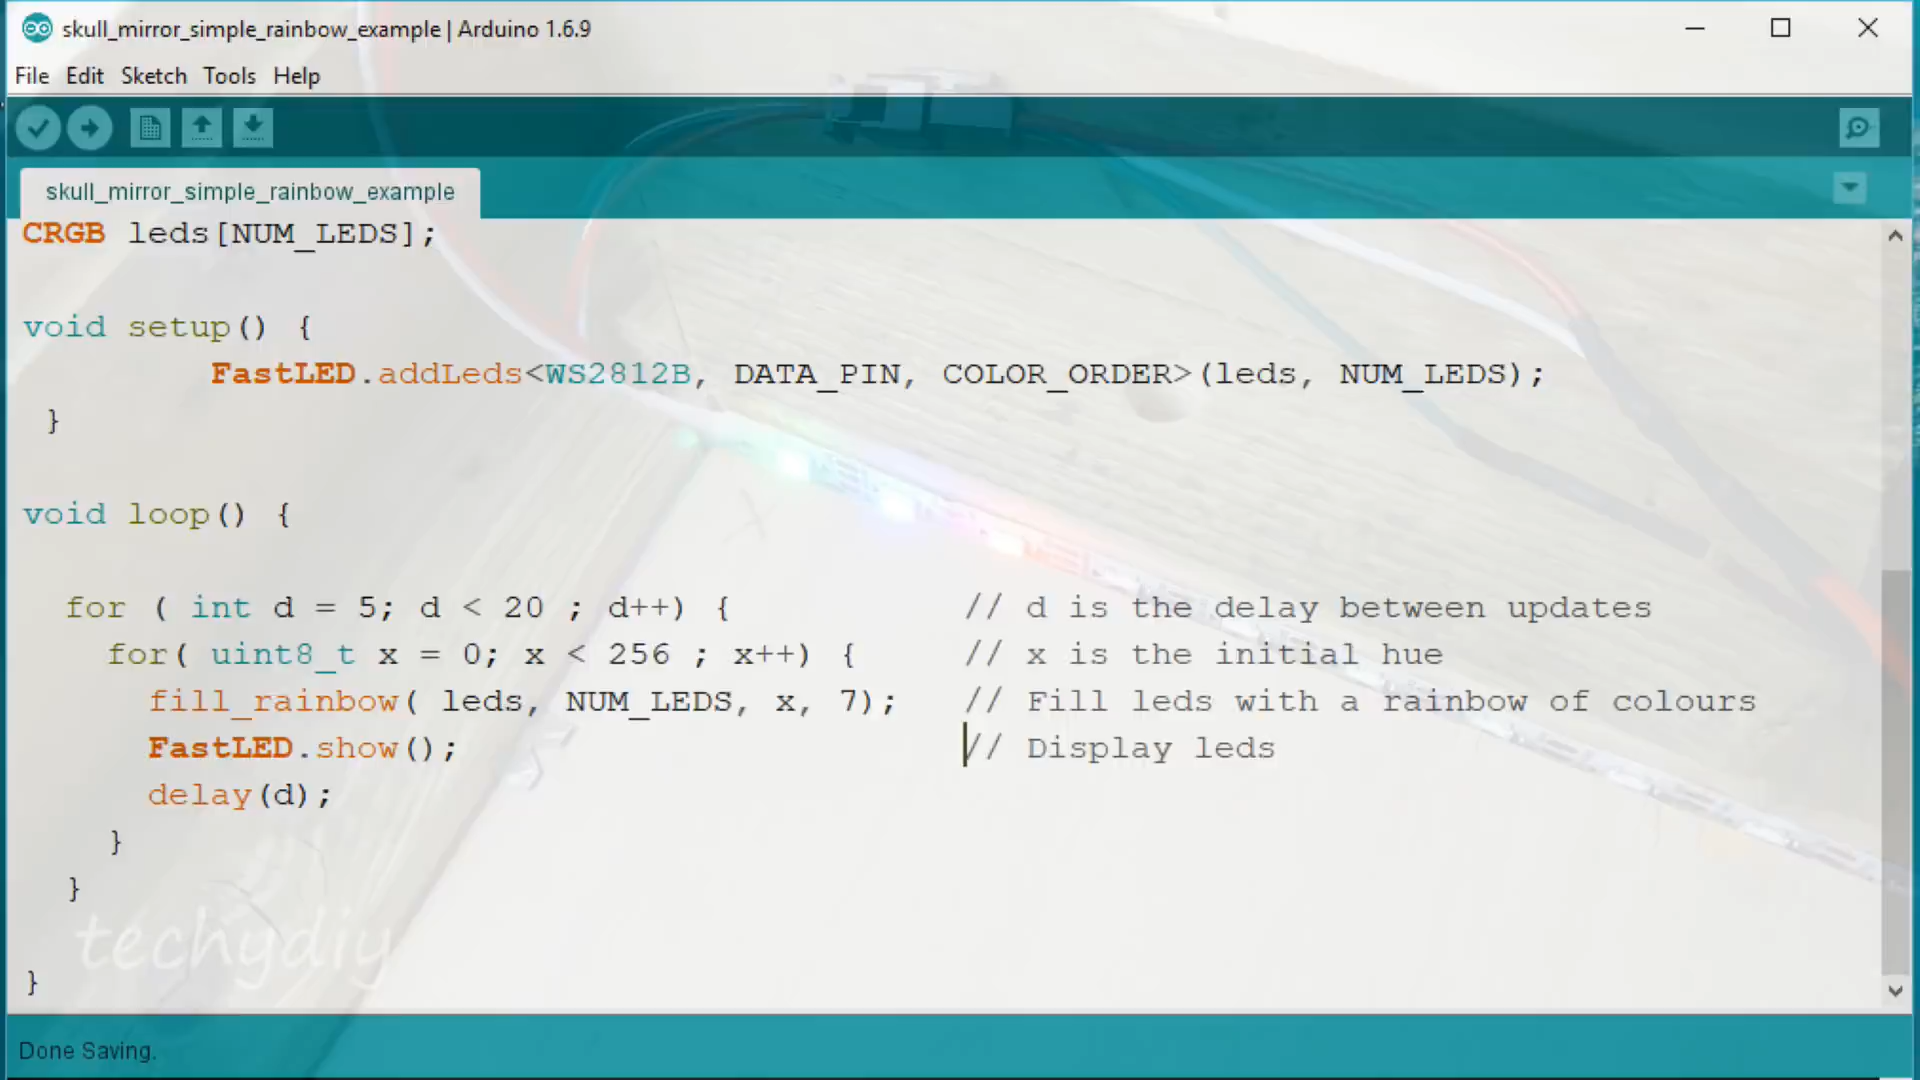 skull_mirror_simple_rainbow_example | Arduino 1.6.9
File Edit Sketch Tools Help
skull_mirror_simple_rainbow_example
CRGB leds[NUM_LEDS];
void setup() {
FastLED.addLeds<WS2812B, DATA_PIN, COLOR_ORDER>(leds, NUM_LEDS);
}
void loop() {
for ( int d = 5; d < 20 ; d++) { // d is the delay between updates
for( uint8_t x = 0; x < 256 ; x++) { // x is the initial hue
fill_rainbow( leds, NUM_LEDS, x, 7); // Fill leds with a rainbow of colours
FastLED.show(); // Display leds
delay(d);
}
}
techydiy
}
Done Saving.